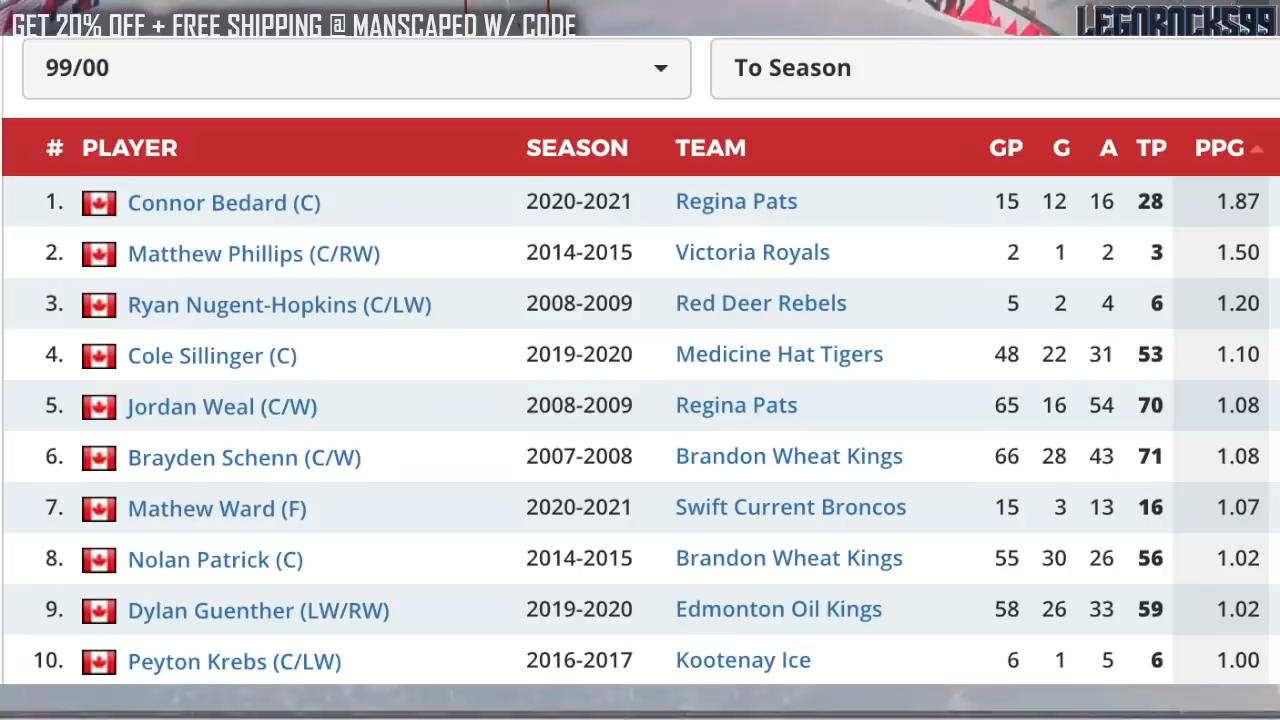 GET 20% OFF + FREE SHIPPING @ MANSCAPED W/ CODE LEGOROCKS99
99/00 To Season
# PLAYER SEASON TEAM GP G A TP PPG
1. Connor Bedard (C) 2020-2021 Regina Pats 15 12 16 28 1.87
2. Matthew Phillips (C/RW) 2014-2015 Victoria Royals 2 1 2 3 1.50
3. Ryan Nugent-Hopkins (C/LW) 2008-2009 Red Deer Rebels 5 2 4 6 1.20
4. Cole Sillinger (C) 2019-2020 Medicine Hat Tigers 48 22 31 53 1.10
5. Jordan Weal (C/W) 2008-2009 Regina Pats 65 16 54 70 1.08
6. Brayden Schenn (C/W) 2007-2008 Brandon Wheat Kings 66 28 43 71 1.08
7. Mathew Ward (F) 2020-2021 Swift Current Broncos 15 3 13 16 1.07
8. Nolan Patrick (C) 2014-2015 Brandon Wheat Kings 55 30 26 56 1.02
9. Dylan Guenther (LW/RW) 2019-2020 Edmonton Oil Kings 58 26 33 59 1.02
10. Peyton Krebs (C/LW) 2016-2017 Kootenay Ice 6 1 5 6 1.00